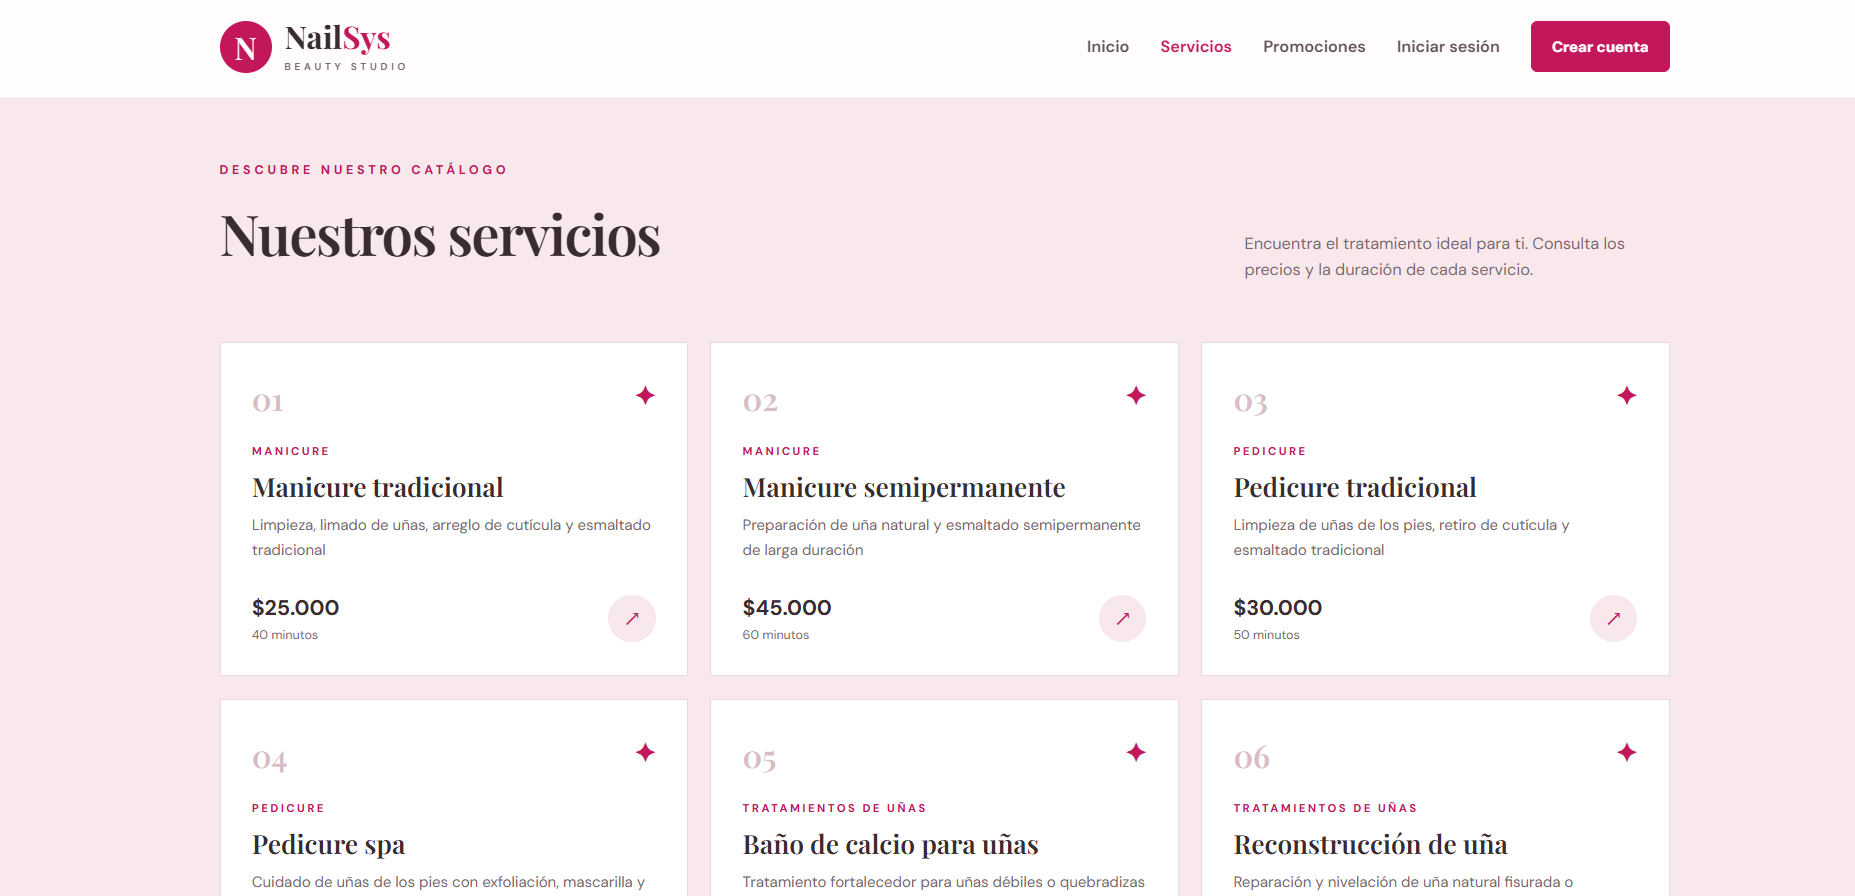 N
NailSys
BEAUTY STUDIO
Inicio
Servicios
Promociones
Iniciar sesión
Crear cuenta
DESCUBRE NUESTRO CATÁLOGO
Nuestros servicios
Encuentra el tratamiento ideal para ti. Consulta los
precios y la duración de cada servicio.
01
MANICURE
Manicure tradicional
Limpieza, limado de uñas, arreglo de cutícula y esmaltado
tradicional
$25.000
40 minutos
02
MANICURE
Manicure semipermanente
Preparación de uña natural y esmaltado semipermanente
de larga duración
$45.000
60 minutos
03
PEDICURE
Pedicure tradicional
Limpieza de uñas de los pies, retiro de cutícula y
esmaltado tradicional
$30.000
50 minutos
04
PEDICURE
Pedicure spa
Cuidado de uñas de los pies con exfoliación, mascarilla y
05
TRATAMIENTOS DE UÑAS
Baño de calcio para uñas
Tratamiento fortalecedor para uñas débiles o quebradizas
06
TRATAMIENTOS DE UÑAS
Reconstrucción de uña
Reparación y nivelación de uña natural fisurada o